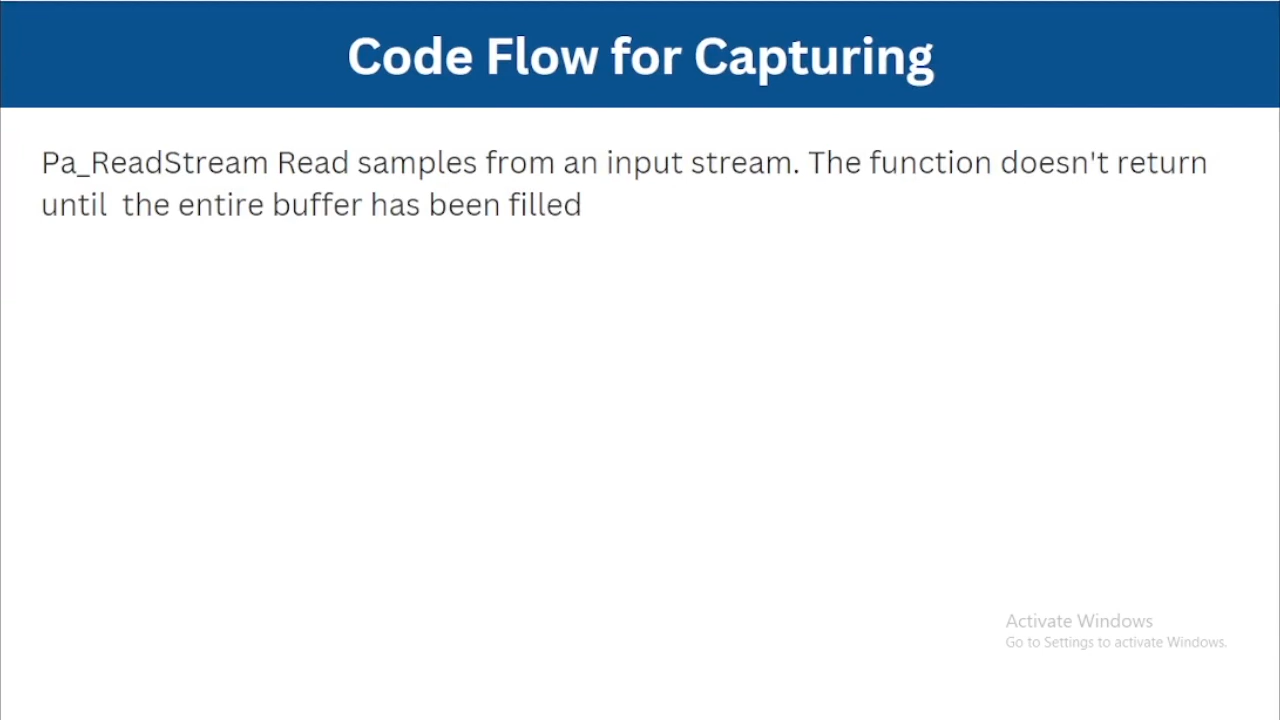 Code Flow for Capturing
Pa_ReadStream Read samples from an input stream. The function doesn't return
until  the entire buffer has been filled
Activate Windows
Go to Settings to activate Windows.